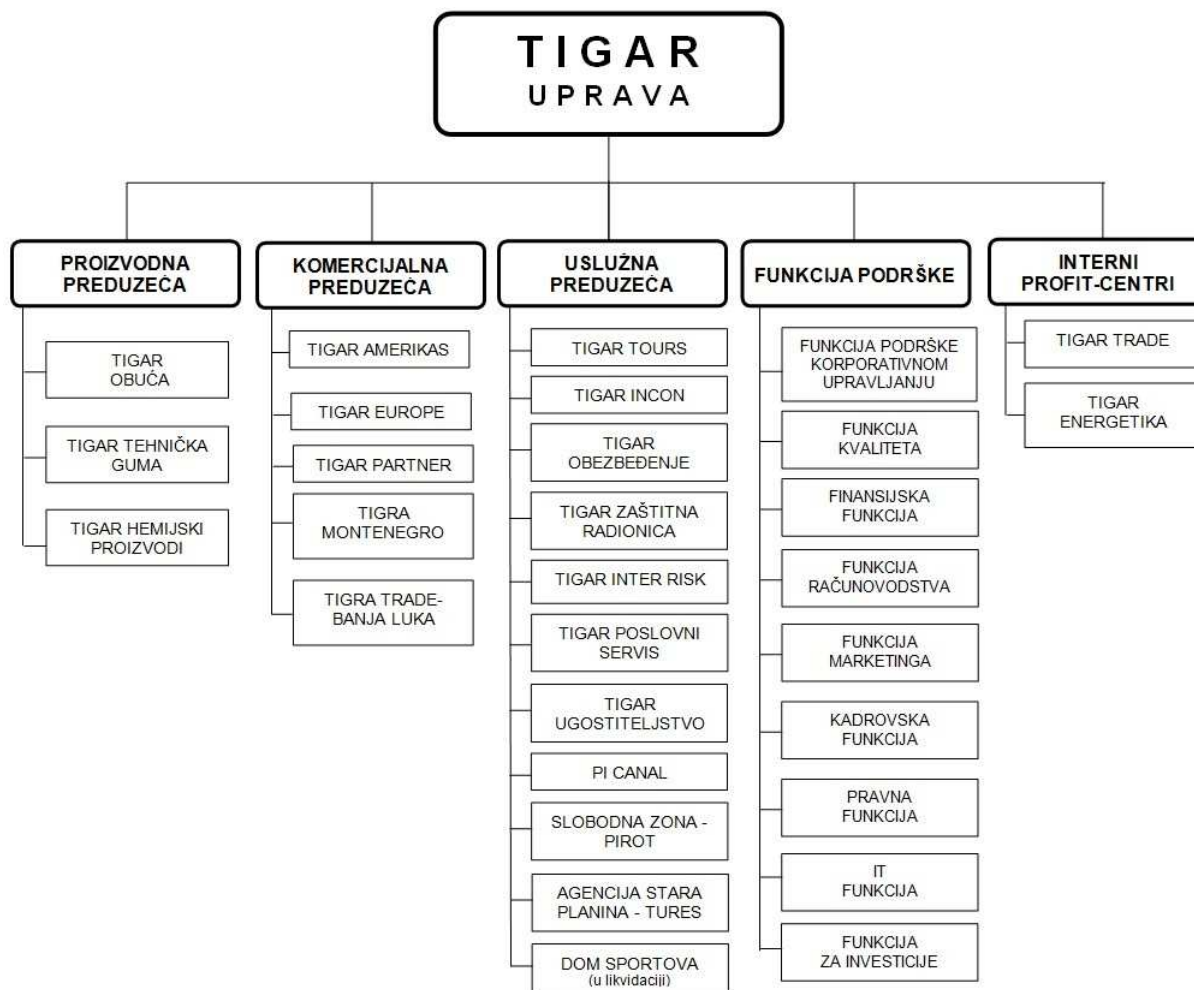 TIGAR
UPRAVA
PROIZVODNA
PREDUZEĆA
TIGAR
OBUĆA
TIGAR TEHNIČKA
GUMA
TIGAR HEMIJSKI
PROIZVODI
KOMERCIJALNA
PREDUZEĆA
TIGAR AMERIKAS
TIGAR EUROPE
TIGAR PARTNER
TIGRA
MONTENEGRO
TIGRA TRADE-
BANJA LUKA
USLUŽNA
PREDUZEĆA
TIGAR TOURS
TIGAR INCON
TIGAR
OBEZBEĐENJE
TIGAR ZAŠTITNA
RADIONICA
TIGAR INTER RISK
TIGAR POSLOVNI
SERVIS
TIGAR
UGOSTITELJSTVO
PI CANAL
SLOBODNA ZONA -
PIROT
AGENCIJA STARA
PLANINA - TURES
DOM SPORTOVA
(u likvidaciji)
FUNKCIJA PODRŠKE
FUNKCIJA PODRŠKE
KORPORATIVNOM
UPRAVLJANJU
FUNKCIJA
KVALITETA
FINANSIJSKA
FUNKCIJA
FUNKCIJA
RAČUNOVODSTVA
FUNKCIJA
MARKETINGA
KADROVSKA
FUNKCIJA
PRAVNA
FUNKCIJA
IT
FUNKCIJA
FUNKCIJA
ZA INVESTICIJE
INTERNI
PROFIT-CENTRI
TIGAR TRADE
TIGAR
ENERGETIKA